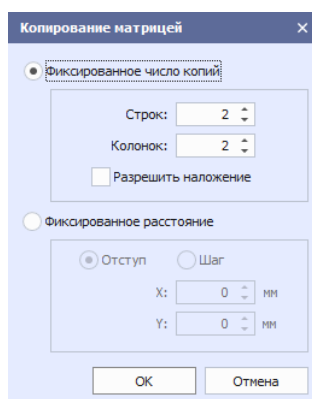 Копирование матрицей
Фиксированное число копий
Строк: 2
Колонок: 2
Разрешить наложение
Фиксированное расстояние
Отступ Шаг
X: 0 мм
Y: 0 мм
OK Отмена